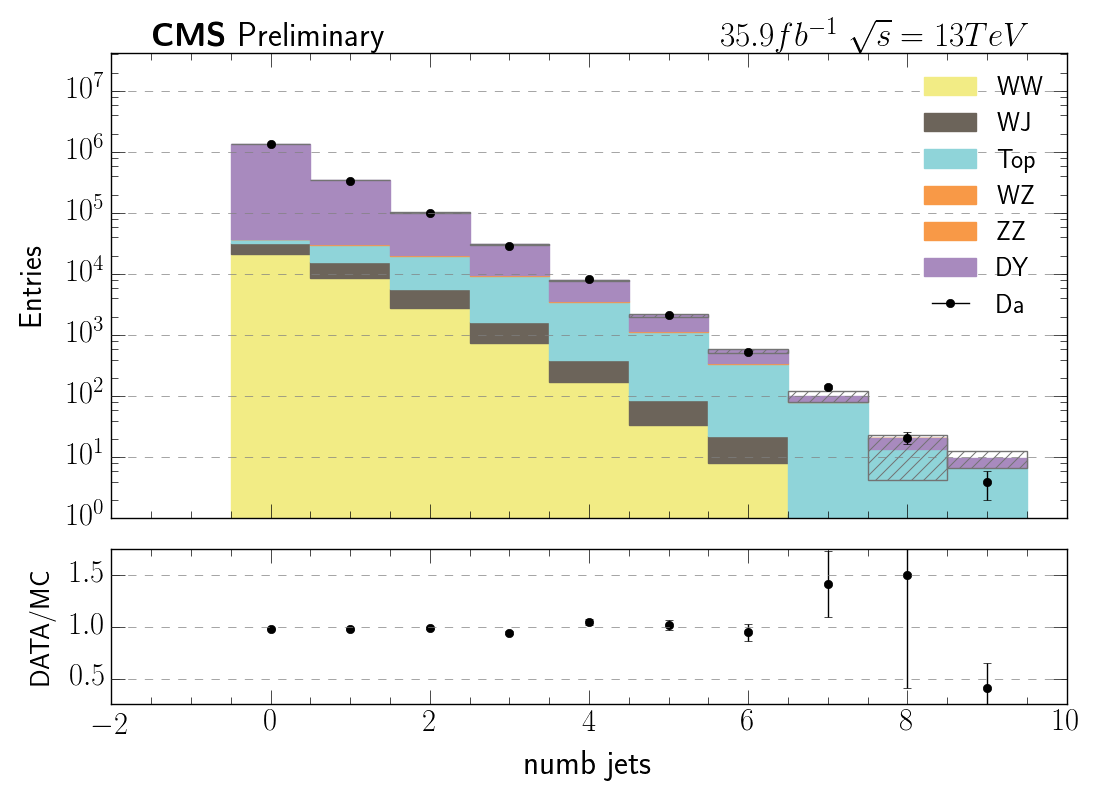 CMS Preliminary 35.9fb⁻¹ √s = 13TeV
10⁷
10⁶
10⁵
10⁴
10³
10²
10¹
10⁰
Entries
WW
WJ
Top
WZ
ZZ
DY
Da
1.5
1.0
0.5
DATA/MC
−2 0 2 4 6 8 10
numb jets